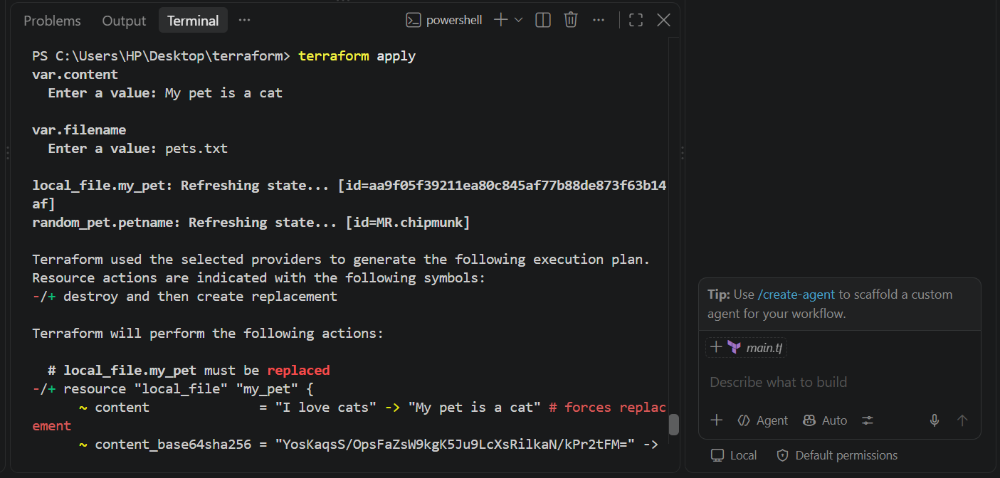 Problems Output Terminal ··· powershell ···
PS C:\Users\HP\Desktop\terraform> terraform apply
var.content
  Enter a value: My pet is a cat

var.filename
  Enter a value: pets.txt

local_file.my_pet: Refreshing state... [id=aa9f05f39211ea80c845af77b88de873f63b14
af]
random_pet.petname: Refreshing state... [id=MR.chipmunk]

Terraform used the selected providers to generate the following execution plan.
Resource actions are indicated with the following symbols:
-/+ destroy and then create replacement

Terraform will perform the following actions:

  # local_file.my_pet must be replaced
-/+ resource "local_file" "my_pet" {
      ~ content              = "I love cats" -> "My pet is a cat" # forces replac
ement
      ~ content_base64sha256 = "YosKaqsS/OpsFaZsW9kgK5Ju9LcXsRilkaN/kPr2tFM=" ->
Tip: Use /create-agent to scaffold a custom
agent for your workflow.
main.tf
Describe what to build
Agent Auto
Local Default permissions